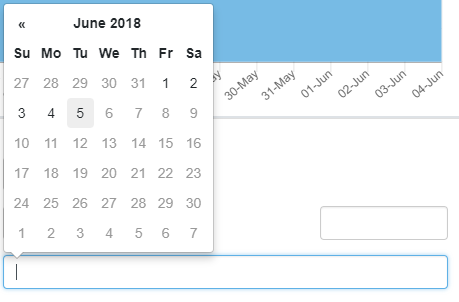 « June 2018
Su Mo Tu We Th Fr Sa
27 28 29 30 31 1 2
3 4 5 6 7 8 9
10 11 12 13 14 15 16
17 18 19 20 21 22 23
24 25 26 27 28 29 30
1 2 3 4 5 6 7
30-May 31-May 01-Jun 02-Jun 03-Jun 04-Jun